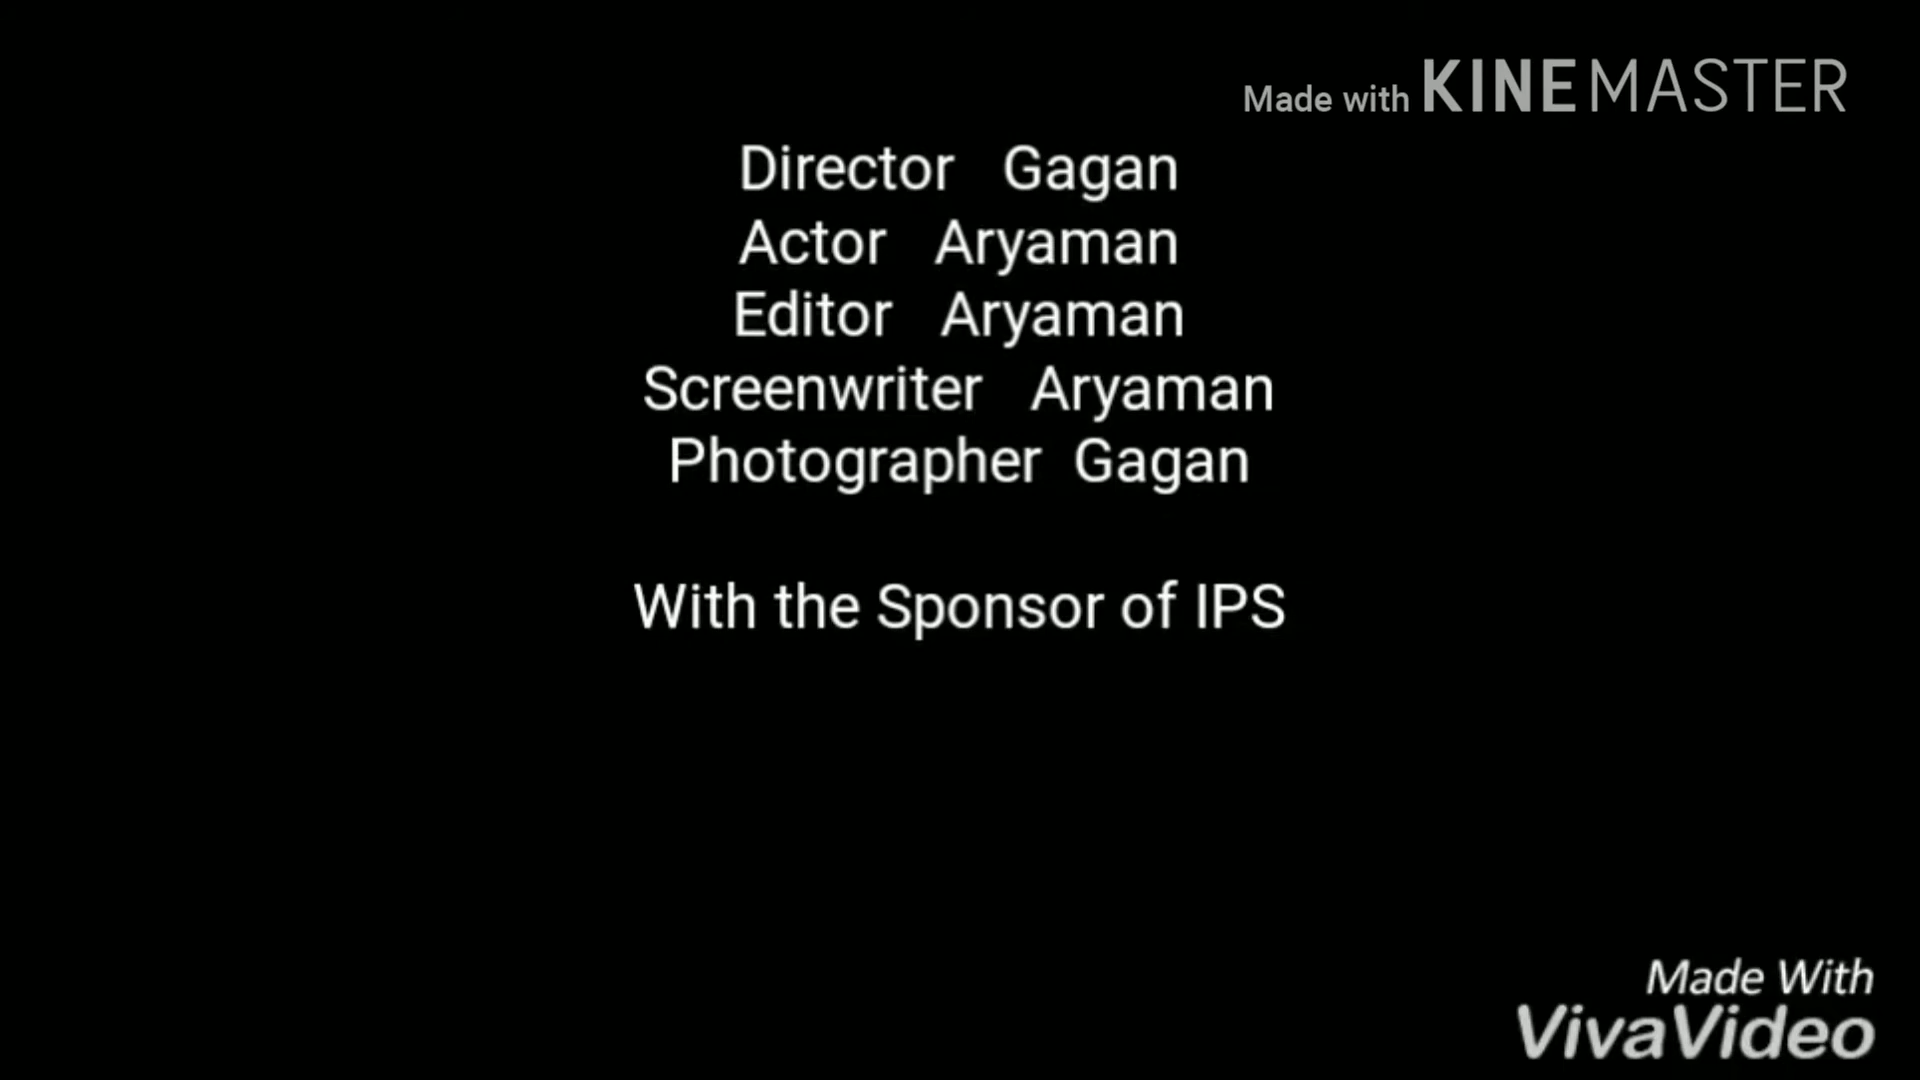 Made with KINEMASTER
Director Gagan
Actor Aryaman
Editor Aryaman
Screenwriter Aryaman
Photographer Gagan
With the Sponsor of IPS
Made With
VivaVideo